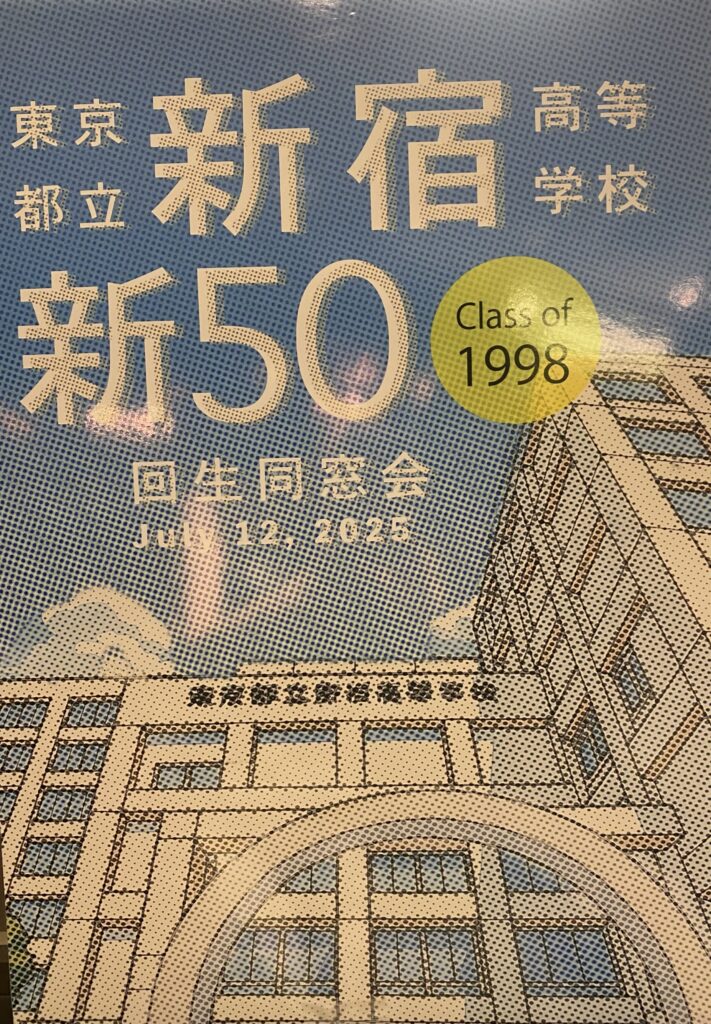 東京都立新宿高等学校
新50
Class of
1998
回生同窓会
July 12, 2025
東京都立新宿高等学校